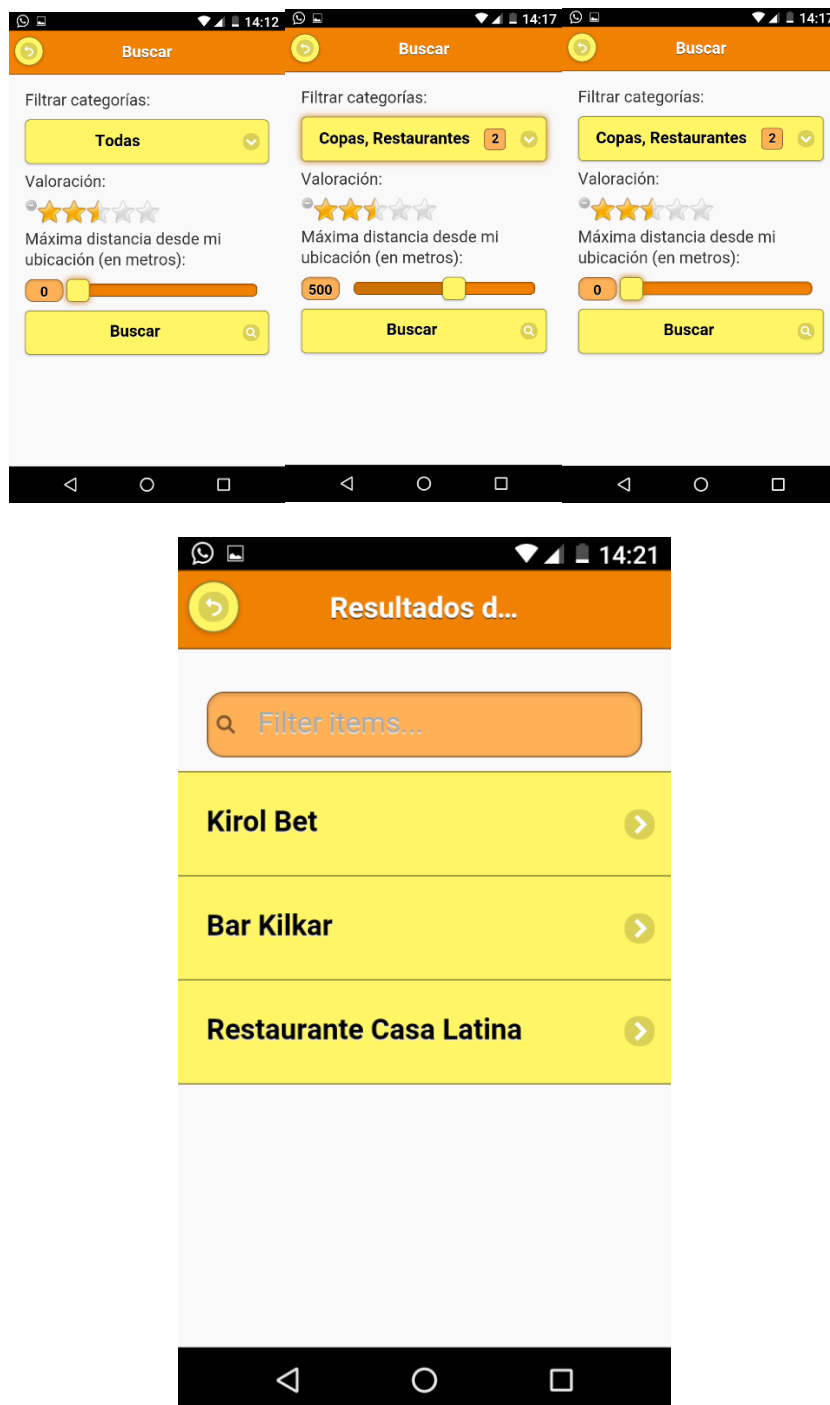 14:12
Buscar
Filtrar categorías:
Todas
Valoración:
Máxima distancia desde mi
ubicación (en metros):
0
Buscar
14:17
Buscar
Filtrar categorías:
Copas, Restaurantes 2
Valoración:
Máxima distancia desde mi
ubicación (en metros):
500
Buscar
14:17
Buscar
Filtrar categorías:
Copas, Restaurantes 2
Valoración:
Máxima distancia desde mi
ubicación (en metros):
0
Buscar
14:21
Resultados d...
Filter items...
Kirol Bet
Bar Kilkar
Restaurante Casa Latina